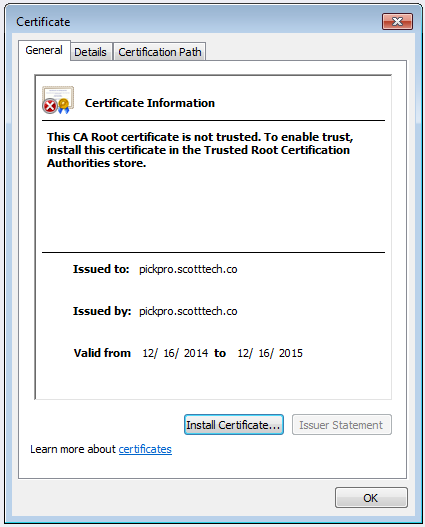 Certificate
General Details Certification Path
Certificate Information
This CA Root certificate is not trusted. To enable trust,
install this certificate in the Trusted Root Certification
Authorities store.
Issued to: pickpro.scotttech.co
Issued by: pickpro.scotttech.co
Valid from 12/ 16/ 2014 to 12/ 16/ 2015
Install Certificate... Issuer Statement
Learn more about certificates
OK